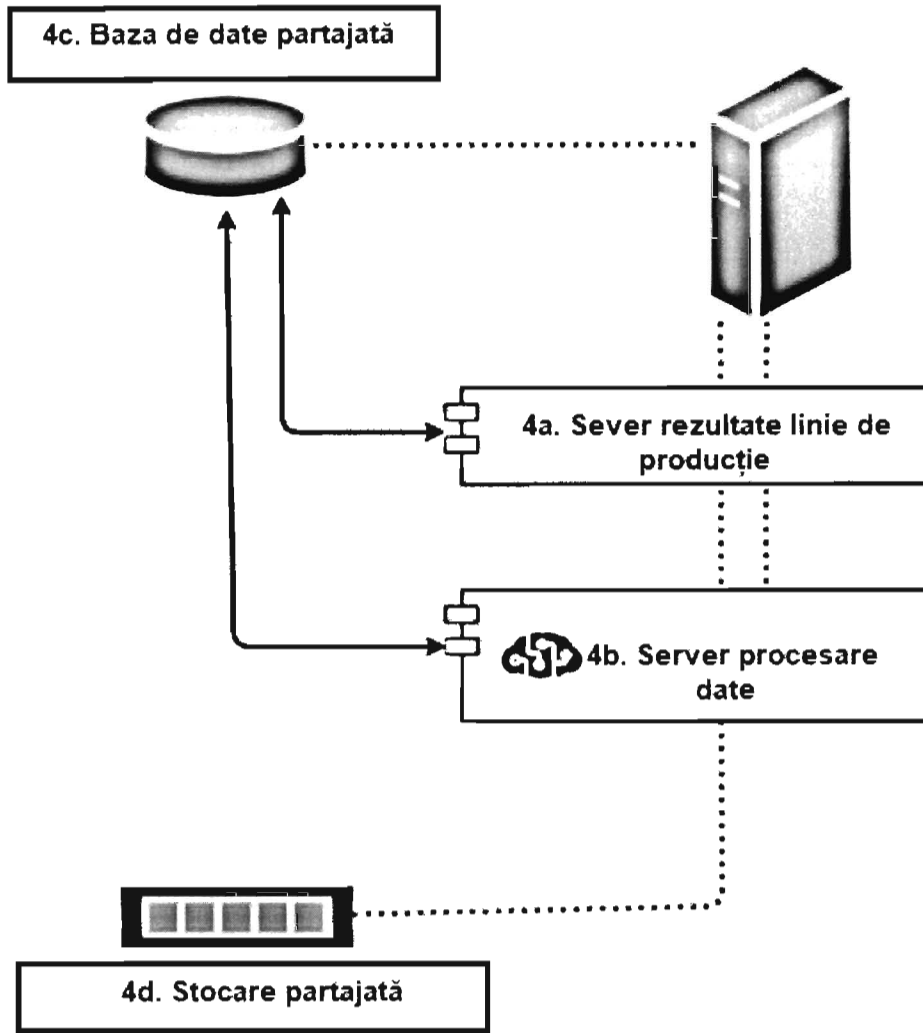 4c. Baza de date partajată
4a. Sever rezultate linie de
producție
4b. Server procesare
date
4d. Stocare partajată